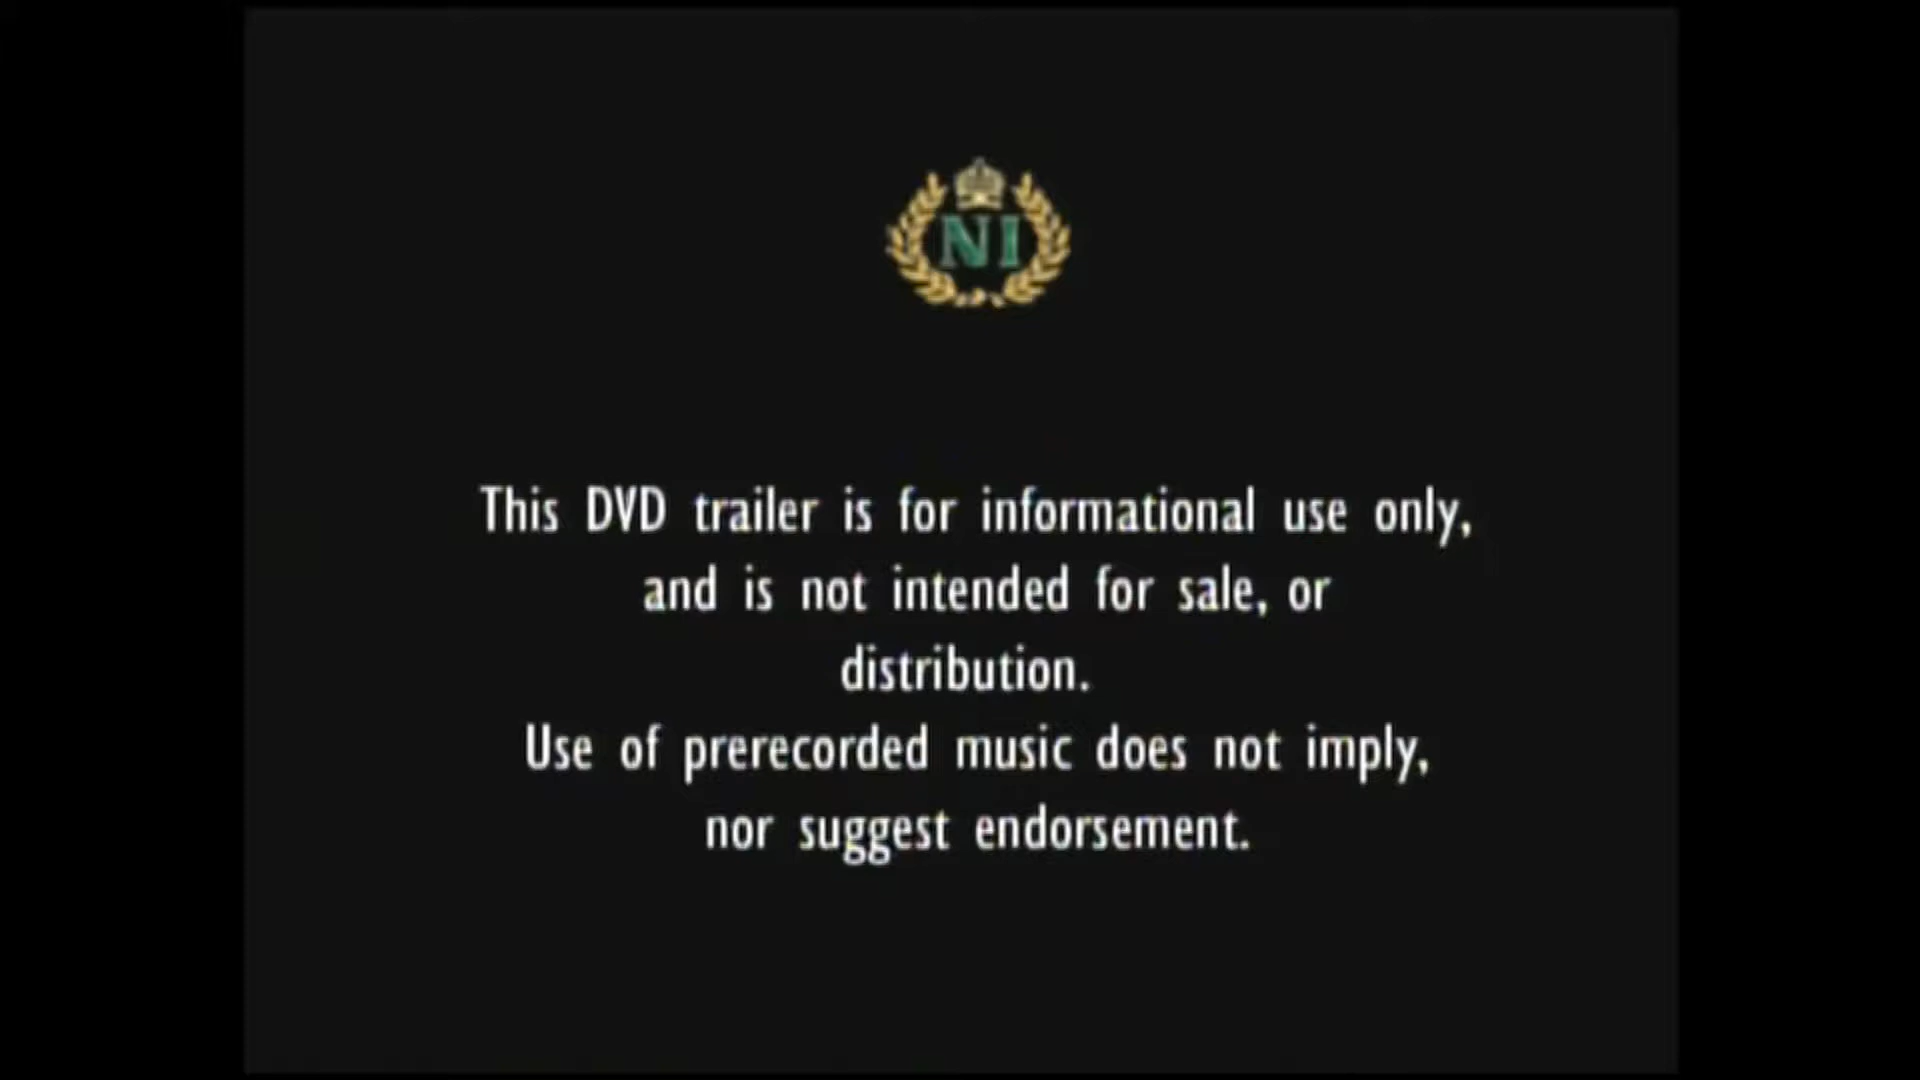 NI
This DVD trailer is for informational use only,
and is not intended for sale, or
distribution.
Use of prerecorded music does not imply,
nor suggest endorsement.